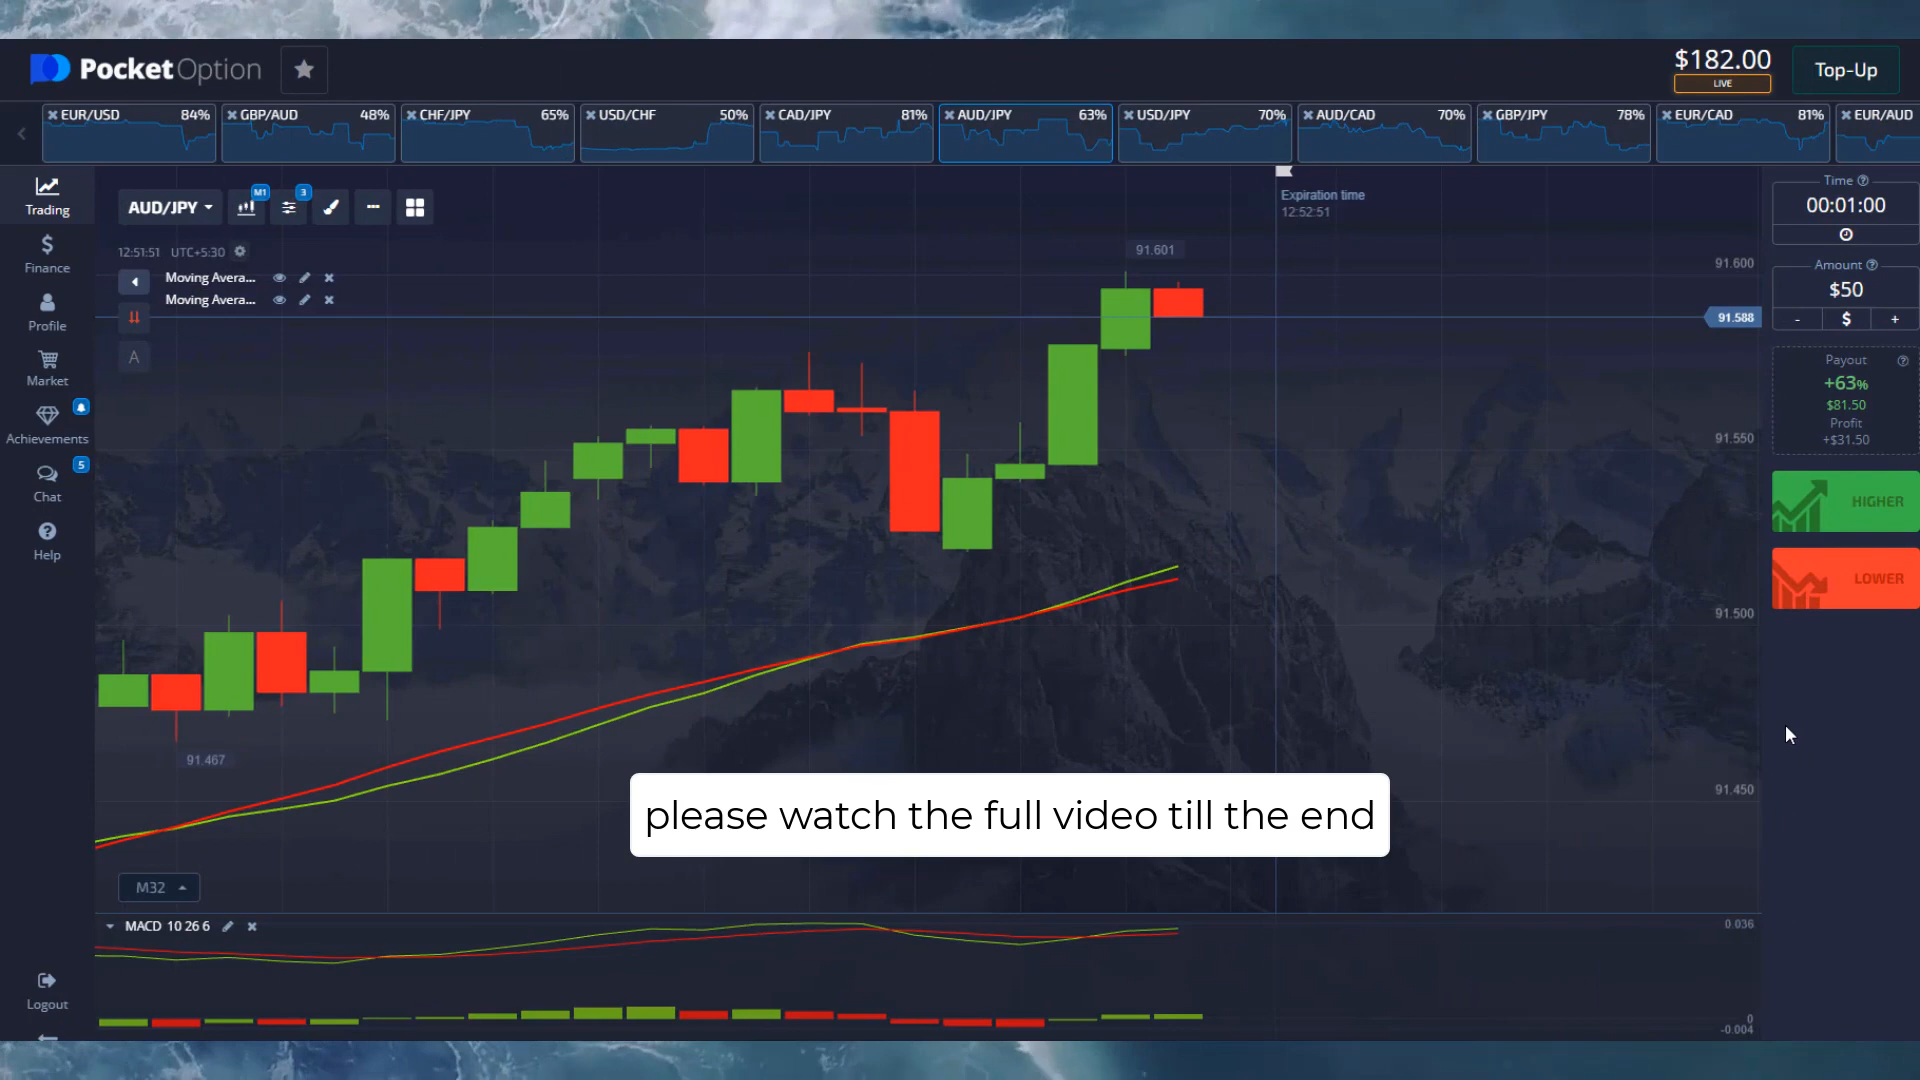 PocketOption
$182.00
LIVE
Top-Up
EUR/USD 84%
GBP/AUD 48%
CHF/JPY 65%
USD/CHF 50%
CAD/JPY 81%
AUD/JPY 63%
USD/JPY 70%
AUD/CAD 70%
GBP/JPY 78%
EUR/CAD 81%
EUR/AUD
Trading
Finance
Profile
Market
Achievements
5
Chat
Help
Logout
AUD/JPY
M1
3
12:51:51 UTC+5:30
Moving Avera...
Moving Avera...
A
Expiration time
12:52:51
91.601
91.467
91.600
91.588
91.550
91.500
91.450
please watch the full video till the end
M32
MACD 10 26 6
0.036
0
-0.004
Time
00:01:00
Amount
$50
- $ +
Payout
+63%
$81.50
Profit
+$31.50
HIGHER
LOWER